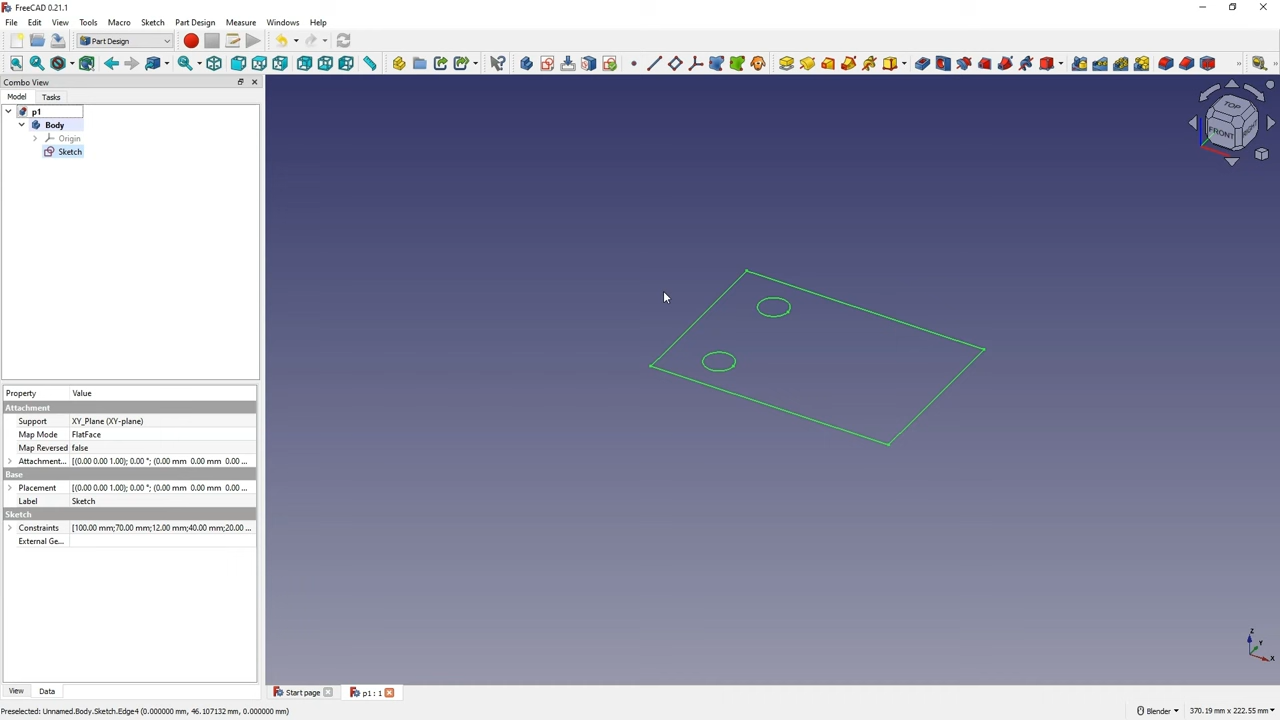 FreeCAD 0.21.1
File Edit View Tools Macro Sketch Part Design Measure Windows Help
Part Design
Combo View
Model Tasks
p1
Body
Origin
Sketch
TOP
FRONT
RIGHT
Property Value
Attachment
Support XY_Plane (XY-plane)
Map Mode FlatFace
Map Reversed false
Attachment... [(0.00 0.00 1.00); 0.00 °; (0.00 mm 0.00 mm 0.00 ...
Base
Placement [(0.00 0.00 1.00); 0.00 °; (0.00 mm 0.00 mm 0.00 ...
Label Sketch
Sketch
Constraints [100.00 mm;70.00 mm;12.00 mm;40.00 mm;20.00 ...
External Ge...
Z
Y
X
View Data
Start page p1 : 1
Preselected: Unnamed.Body.Sketch.Edge4 (0.000000 mm, 46.107132 mm, 0.000000 mm)
Blender 370.19 mm x 222.55 mm